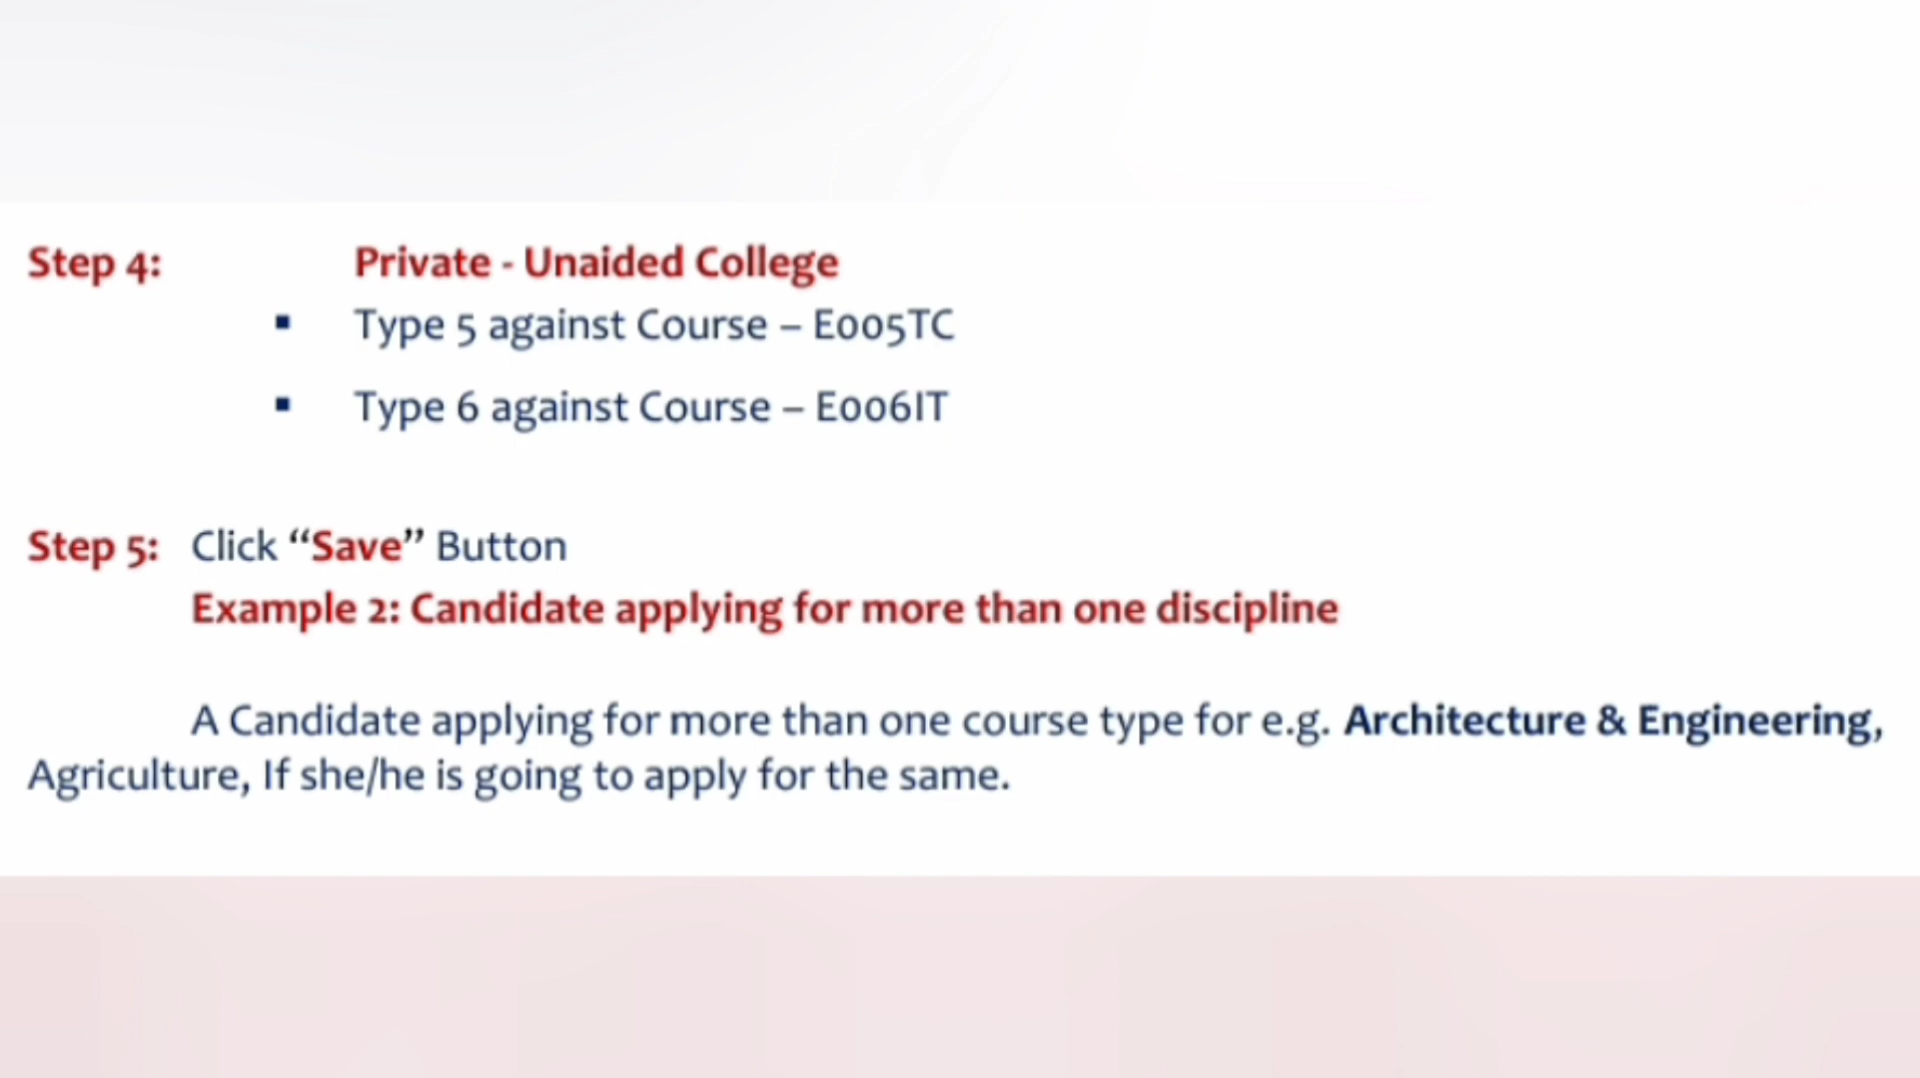 Step 4: Private - Unaided College
▪ Type 5 against Course – E005TC
▪ Type 6 against Course – E006IT
Step 5: Click “Save” Button
Example 2: Candidate applying for more than one discipline
A Candidate applying for more than one course type for e.g. Architecture & Engineering,
Agriculture, If she/he is going to apply for the same.